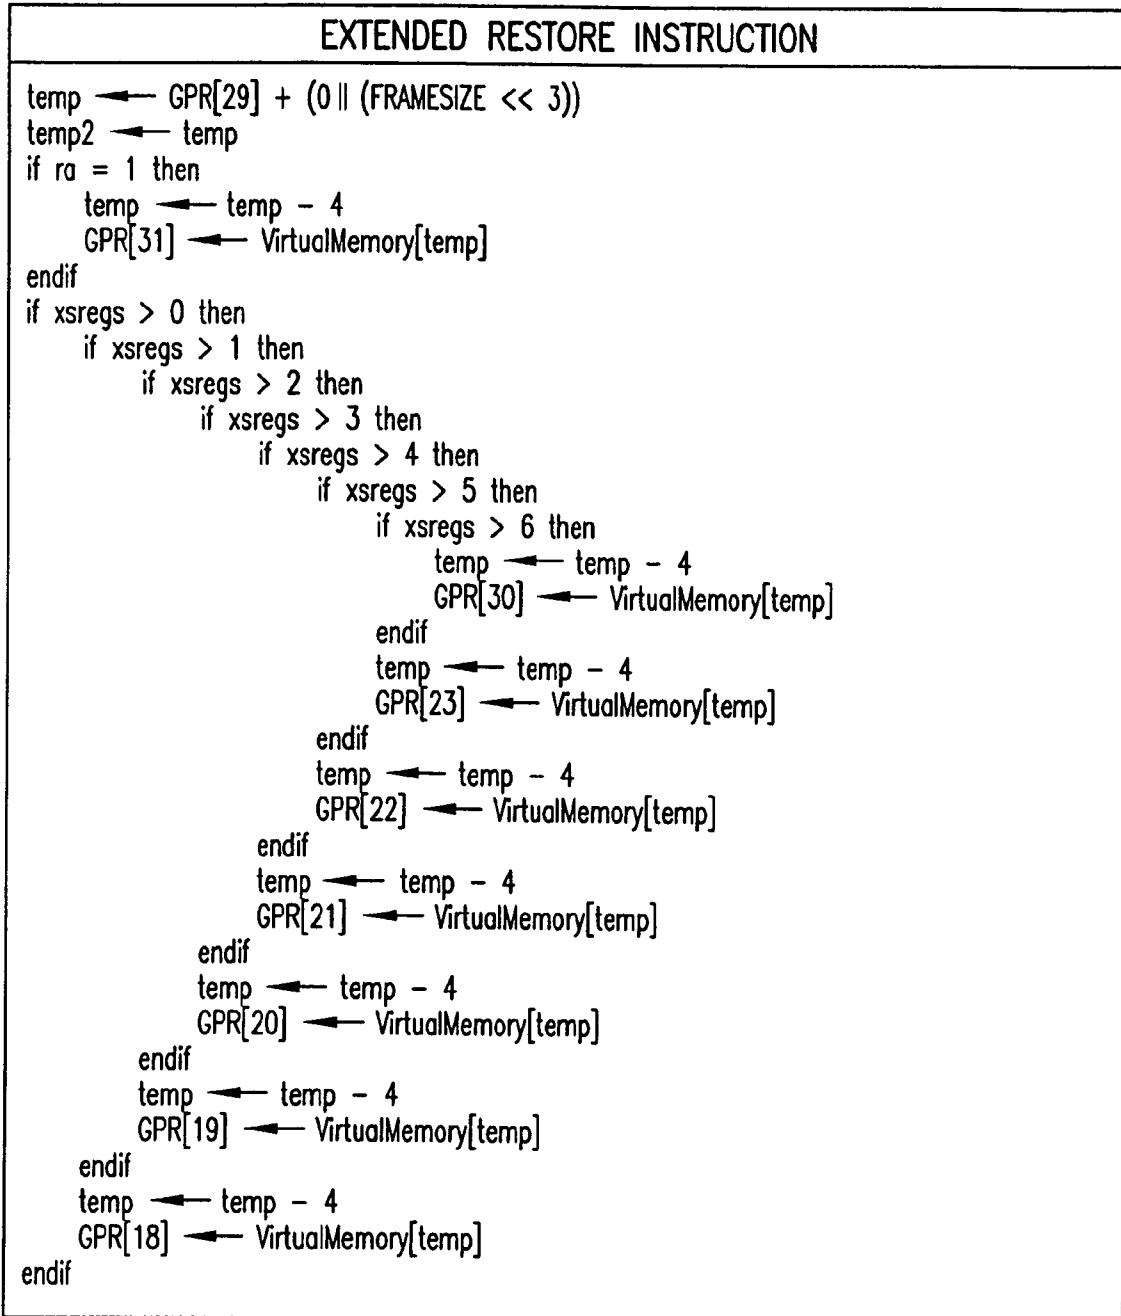 EXTENDED RESTORE INSTRUCTION
temp ← GPR[29] + (0 || (FRAMESIZE << 3))
temp2 ← temp
if ra = 1 then
temp ← temp - 4
GPR[31] ← VirtualMemory[temp]
endif
if xsregs > 0 then
if xsregs > 1 then
if xsregs > 2 then
if xsregs > 3 then
if xsregs > 4 then
if xsregs > 5 then
if xsregs > 6 then
temp ← temp - 4
GPR[30] ← VirtualMemory[temp]
endif
temp ← temp - 4
GPR[23] ← VirtualMemory[temp]
endif
temp ← temp - 4
GPR[22] ← VirtualMemory[temp]
endif
temp ← temp - 4
GPR[21] ← VirtualMemory[temp]
endif
temp ← temp - 4
GPR[20] ← VirtualMemory[temp]
endif
temp ← temp - 4
GPR[19] ← VirtualMemory[temp]
endif
temp ← temp - 4
GPR[18] ← VirtualMemory[temp]
endif